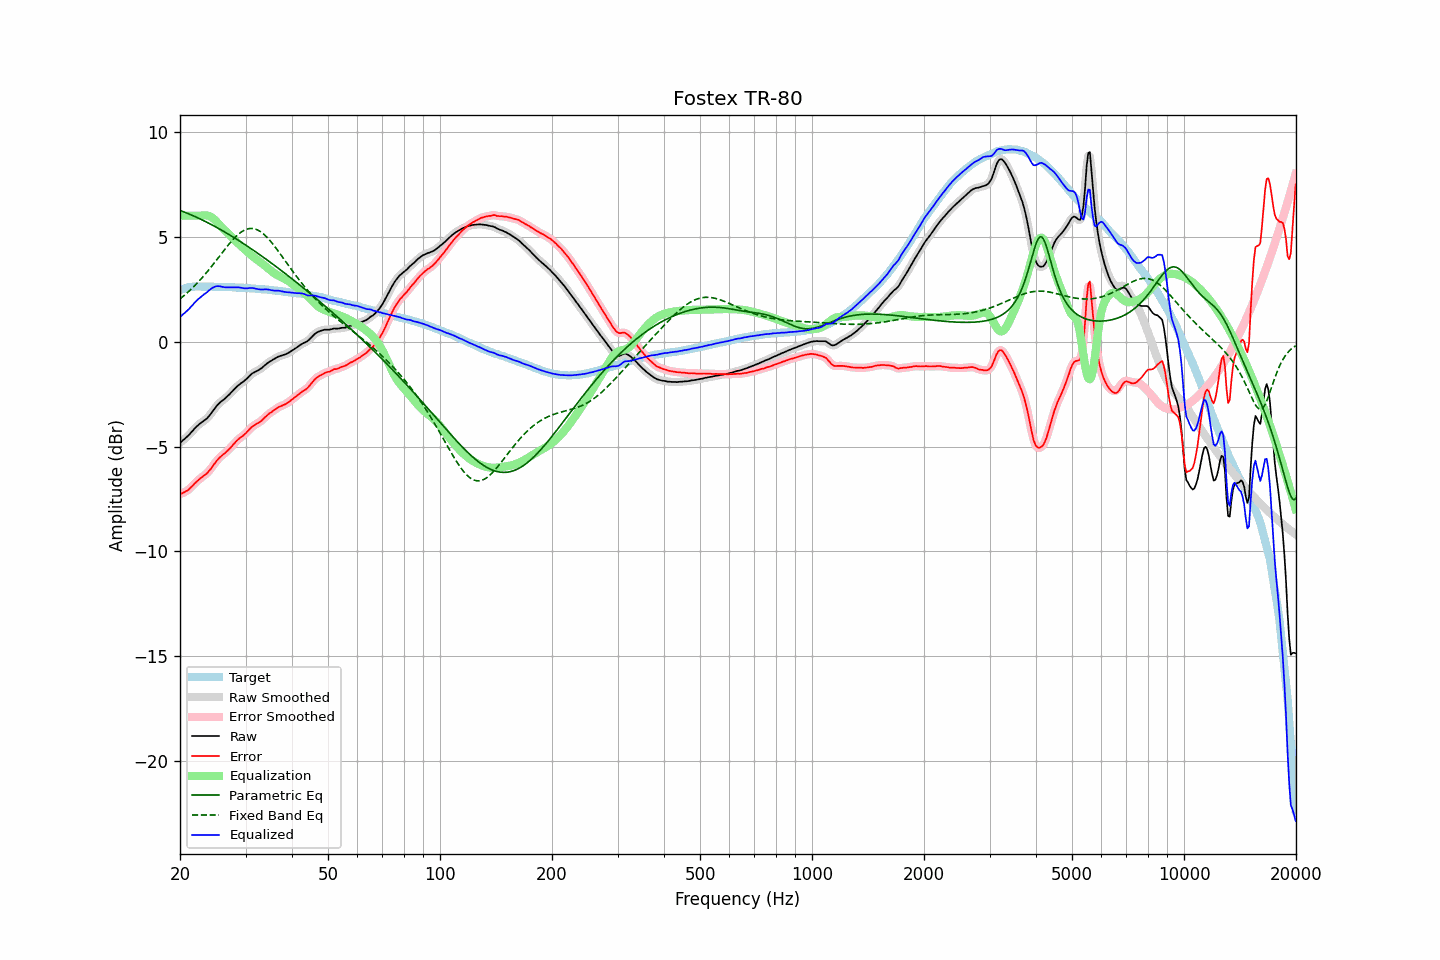 Fostex TR-80
10
5
0
−5
−10
−15
−20
Amplitude (dBr)
Target
Raw Smoothed
Error Smoothed
Raw
Error
Equalization
Parametric Eq
Fixed Band Eq
Equalized
20 50 100 200 500 1000 2000 5000 10000 20000
Frequency (Hz)